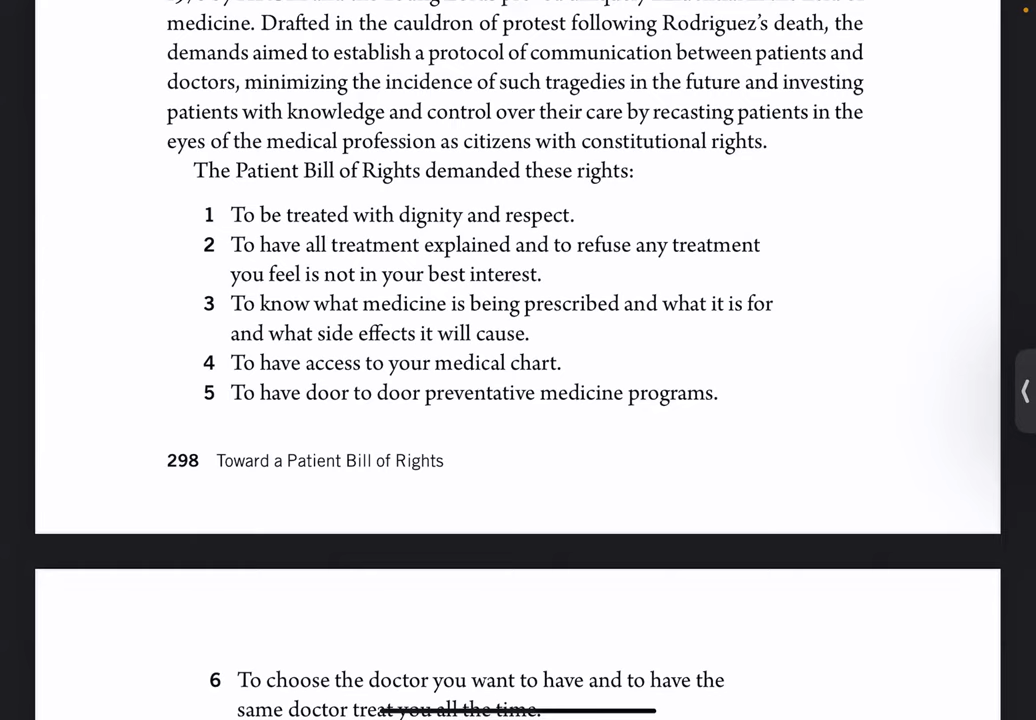 medicine. Drafted in the cauldron of protest following Rodriguez’s death, the
demands aimed to establish a protocol of communication between patients and
doctors, minimizing the incidence of such tragedies in the future and investing
patients with knowledge and control over their care by recasting patients in the
eyes of the medical profession as citizens with constitutional rights.
The Patient Bill of Rights demanded these rights:
1 To be treated with dignity and respect.
2 To have all treatment explained and to refuse any treatment
you feel is not in your best interest.
3 To know what medicine is being prescribed and what it is for
and what side effects it will cause.
4 To have access to your medical chart.
5 To have door to door preventative medicine programs.
298 Toward a Patient Bill of Rights
6 To choose the doctor you want to have and to have the
same doctor treat you all the time.